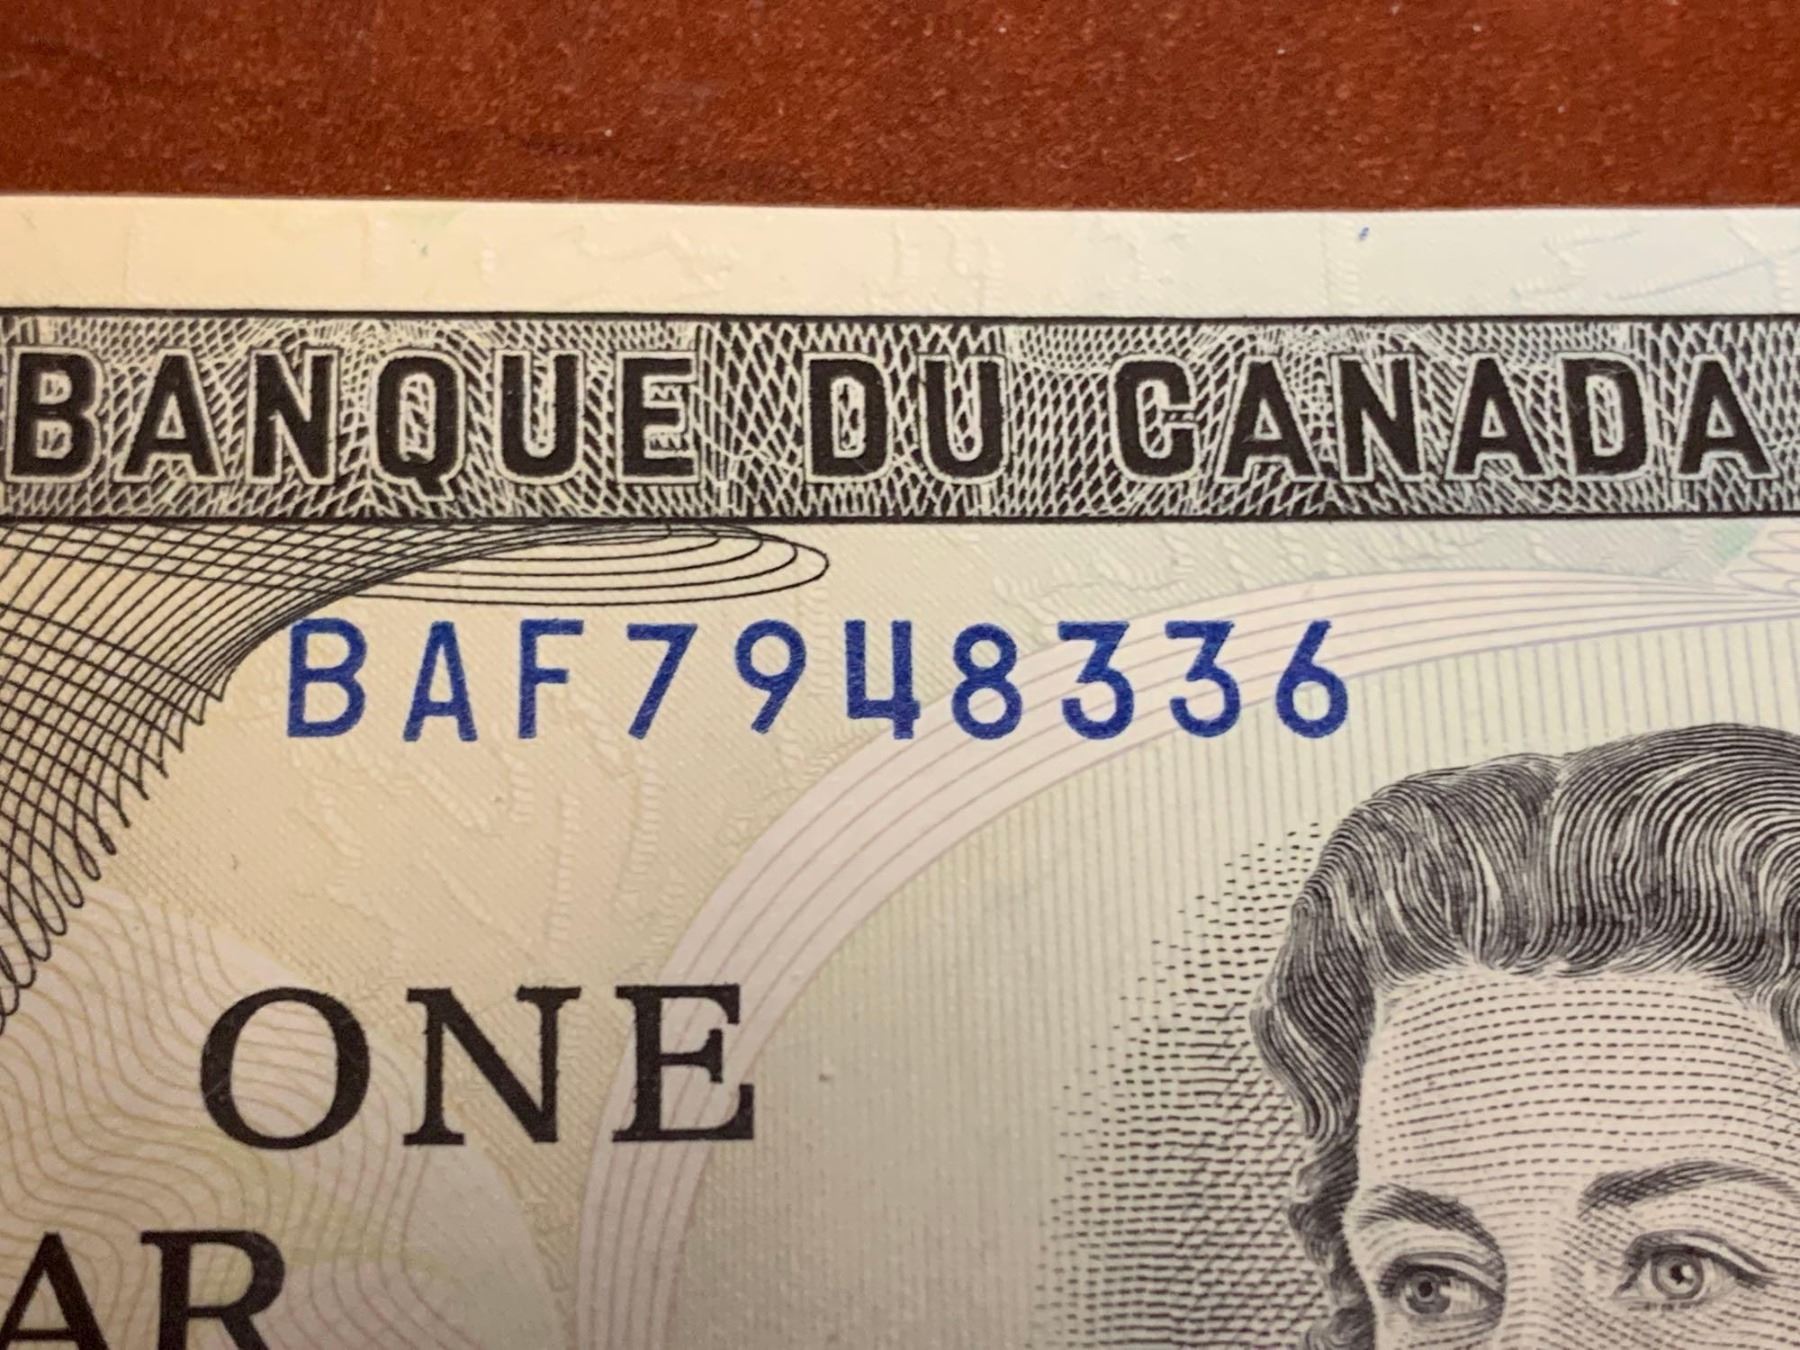 BANQUE DU CANADA
BAF7948336
ONE
AR